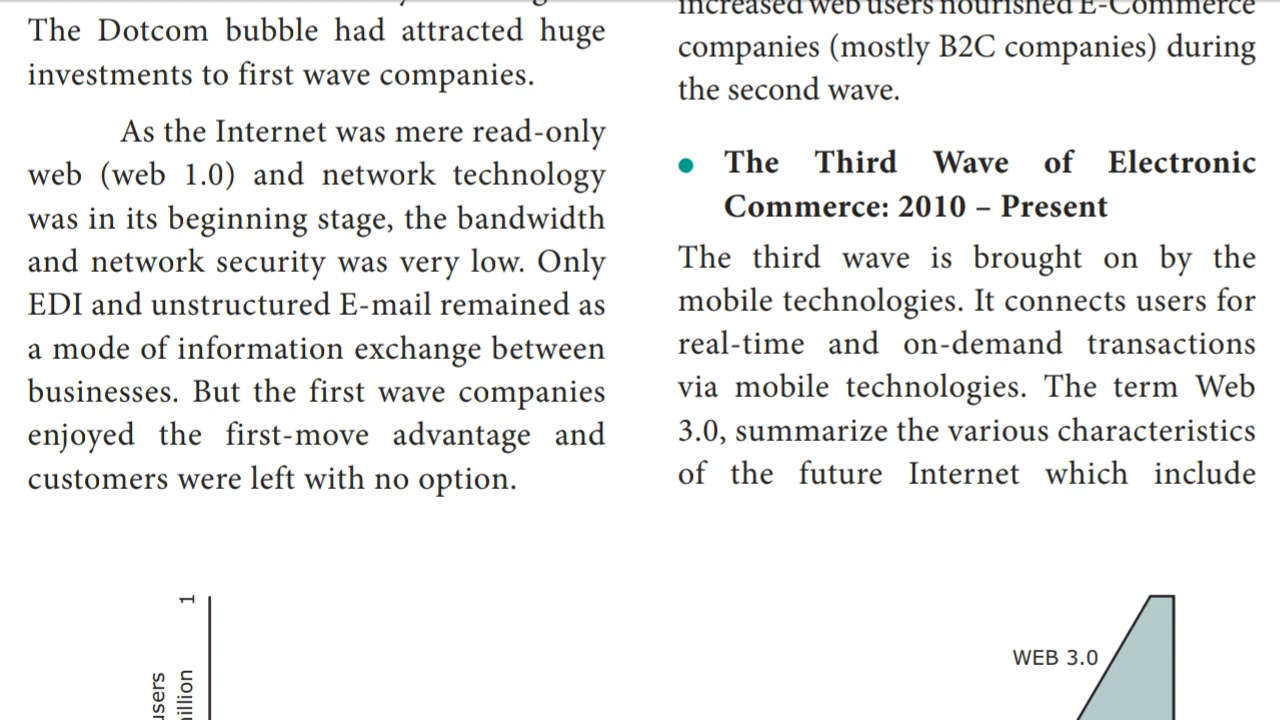 The Dotcom bubble had attracted huge
investments to first wave companies.
As the Internet was mere read-only
web (web 1.0) and network technology
was in its beginning stage, the bandwidth
and network security was very low. Only
EDI and unstructured E-mail remained as
a mode of information exchange between
businesses. But the first wave companies
enjoyed the first-move advantage and
customers were left with no option.
increased web users nourished E-Commerce
companies (mostly B2C companies) during
the second wave.
• The Third Wave of Electronic
Commerce: 2010 – Present
The third wave is brought on by the
mobile technologies. It connects users for
real-time and on-demand transactions
via mobile technologies. The term Web
3.0, summarize the various characteristics
of the future Internet which include
1
WEB 3.0